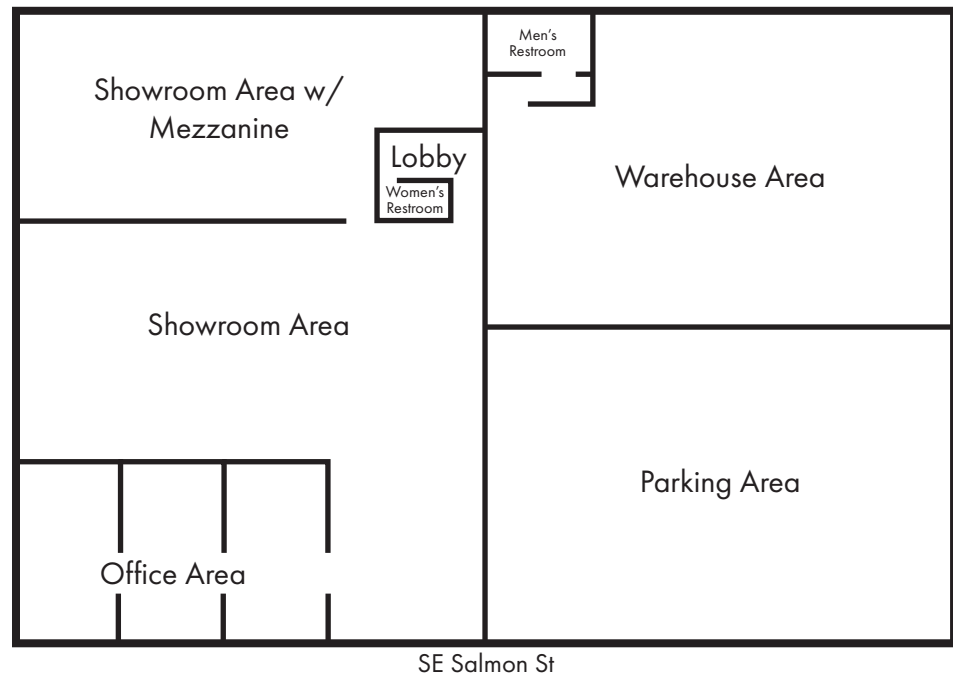 Men's
Restroom
Showroom Area w/
Mezzanine
Lobby
Women's
Restroom
Warehouse Area
Showroom Area
Parking Area
Office Area
SE Salmon St